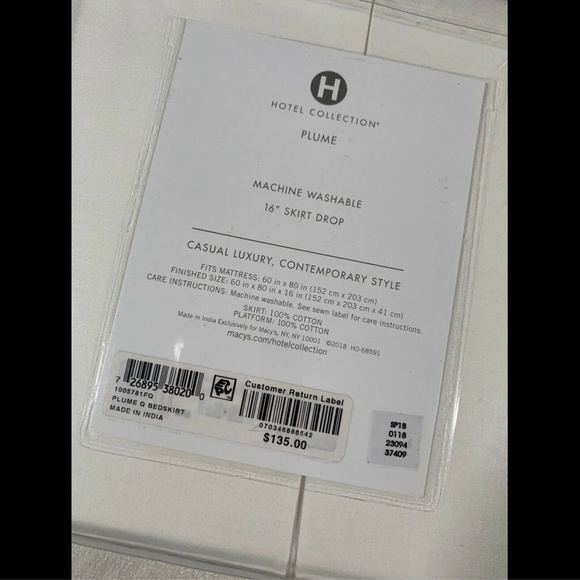 H
HOTEL COLLECTION®
PLUME
MACHINE WASHABLE
16" SKIRT DROP
CASUAL LUXURY, CONTEMPORARY STYLE
FITS MATTRESS: 60 in x 80 in (152 cm x 203 cm)
FINISHED SIZE: 60 in x 80 in x 16 in (152 cm x 203 cm x 41 cm)
CARE INSTRUCTIONS: Machine washable. See sewn label for care instructions.
SKIRT: 100% COTTON
PLATFORM: 100% COTTON
Made in India Exclusively for Macy's, NY, NY 10001 ©2018 HO-68591
macys.com/hotelcollection
7 26895 38020 0
1005781FQ
PLUME Q BEDSKIRT
MADE IN INDIA
Customer Return Label
070346886542
$135.00
SP18
0118
23094
37409